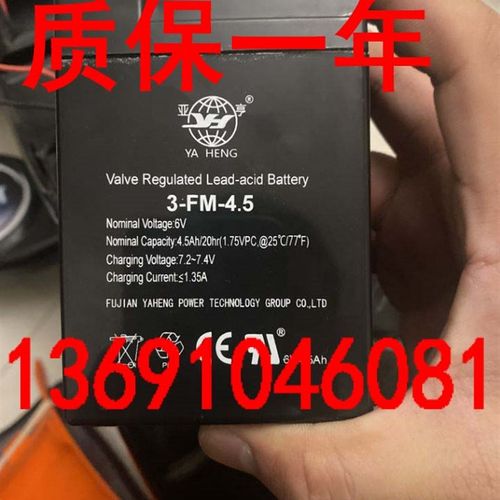 质保一年
亚 YH 亨 ®
YA HENG
Valve Regulated Lead-acid Battery
3-FM-4.5
Nominal Voltage:6V
Nominal Capacity:4.5Ah/20hr(1.75VPC,@25℃/77℉)
Charging Voltage:7.2~7.4V
Charging Current:≤1.35A
FUJIAN YAHENG POWER TECHNOLOGY GROUP CO.,LTD
13691046081